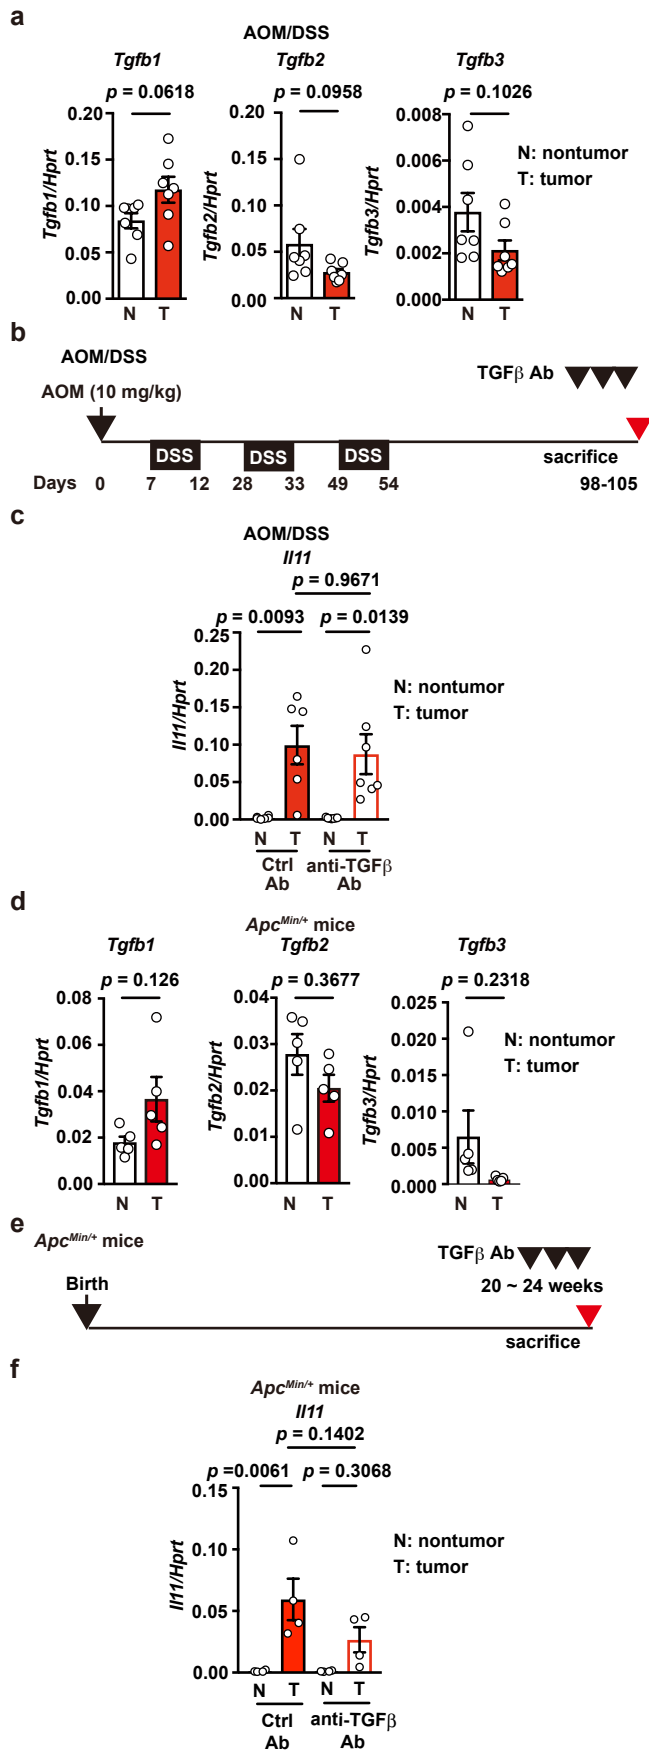 a
AOM/DSS
Tgfb1 Tgfb2 Tgfb3
p = 0.0618 p = 0.0958 p = 0.1026
Tgfb1/Hprt
0.20
0.15
0.10
0.05
0.00
N T
Tgfb2/Hprt
0.20
0.15
0.10
0.05
0.00
N T
Tgfb3/Hprt
0.008
0.006
0.004
0.002
0.000
N T
N: nontumor
T: tumor
b
AOM/DSS
AOM (10 mg/kg)
TGFβ Ab
DSS DSS DSS
sacrifice
Days 0 7 12 28 33 49 54 98-105
c
AOM/DSS
Il11
p = 0.9671
p = 0.0093 p = 0.0139
Il11/Hprt
0.25
0.20
0.15
0.10
0.05
0.00
N T N T
Ctrl Ab
anti-TGFβ Ab
N: nontumor
T: tumor
d
Apc^Min/+ mice
Tgfb1 Tgfb2 Tgfb3
p = 0.126 p = 0.3677 p = 0.2318
Tgfb1/Hprt
0.08
0.06
0.04
0.02
0.00
N T
Tgfb2/Hprt
0.04
0.03
0.02
0.01
0.00
N T
Tgfb3/Hprt
0.025
0.020
0.015
0.010
0.005
0.000
N T
N: nontumor
T: tumor
e
Apc^Min/+ mice
Birth
TGFβ Ab
20 ~ 24 weeks
sacrifice
f
Apc^Min/+ mice
Il11
p = 0.1402
p =0.0061 p = 0.3068
Il11/Hprt
0.15
0.10
0.05
0.00
N T N T
Ctrl Ab
anti-TGFβ Ab
N: nontumor
T: tumor